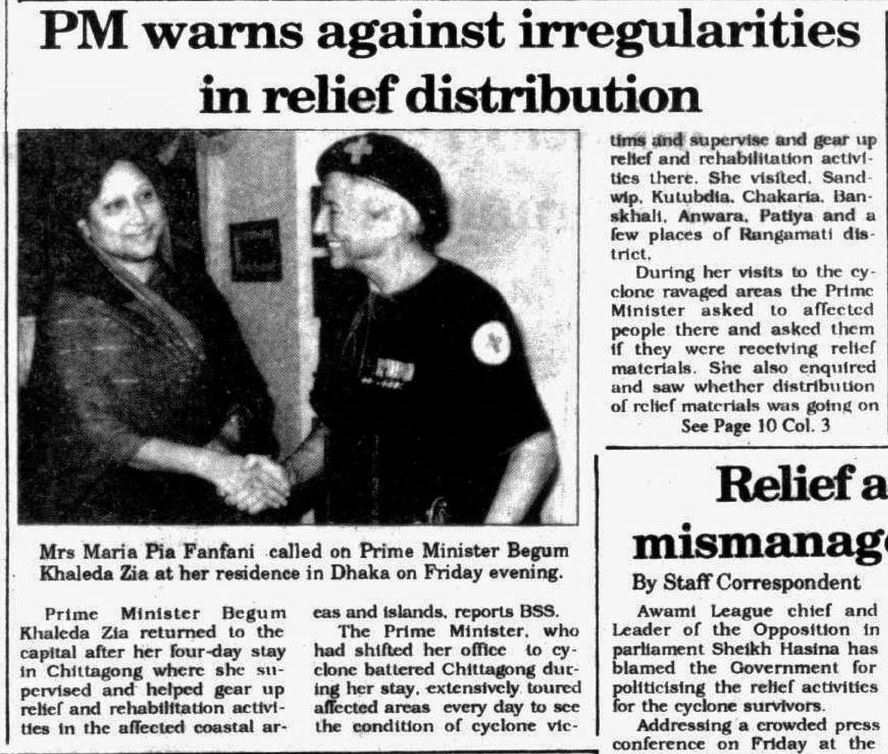 PM warns against irregularities
in relief distribution
Mrs Maria Pia Fanfani called on Prime Minister Begum
Khaleda Zia at her residence in Dhaka on Friday evening.
Prime Minister Begum
Khaleda Zia returned to the
capital after her four-day stay
in Chittagong where she su-
pervised and helped gear up
relief and rehabilitation activi-
ties in the affected coastal ar-
eas and islands, reports BSS.
The Prime Minister, who
had shifted her office to cy-
clone battered Chittagong dur-
ing her stay, extensively toured
affected areas every day to see
the condition of cyclone vic-
tims and supervise and gear up
relief and rehabilitation activi-
ties there. She visited, Sand-
wip, Kutubdia, Chakaria, Ban-
skhali, Anwara, Patiya and a
few places of Rangamati dis-
trict,
During her visits to the cy-
clone ravaged areas the Prime
Minister asked to affected
people there and asked them
if they were receiving relief
materials. She also enquired
and saw whether distribution
of relief materials was going on
See Page 10 Col. 3
Relief a
mismanag
By Staff Correspondent
Awami League chief and
Leader of the Opposition in
parliament Sheikh Hasina has
blamed the Government for
politicising the relief activities
for the cyclone survivors.
Addressing a crowded press
conference on Friday at the